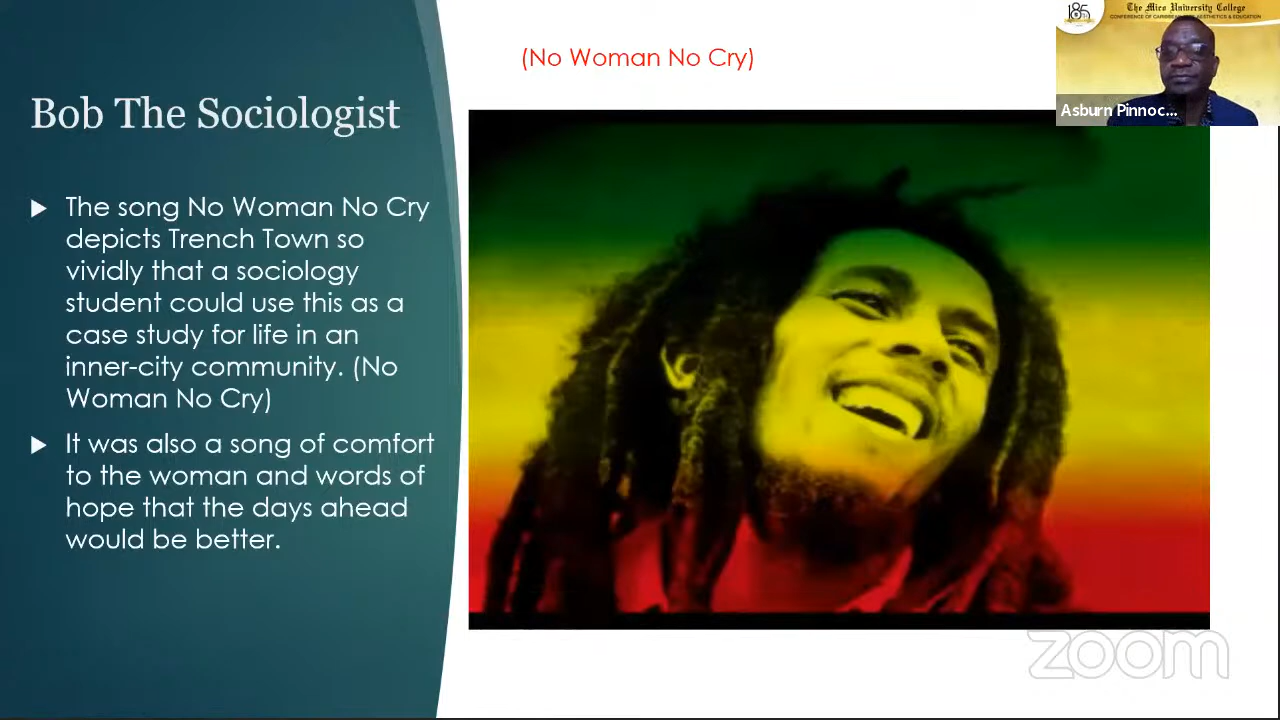 (No Woman No Cry)
185
The Mico University College
Asburn Pinnoc...
Bob The Sociologist
The song No Woman No Cry
depicts Trench Town so
vividly that a sociology
student could use this as a
case study for life in an
inner-city community. (No
Woman No Cry)
It was also a song of comfort
to the woman and words of
hope that the days ahead
would be better.
zoom